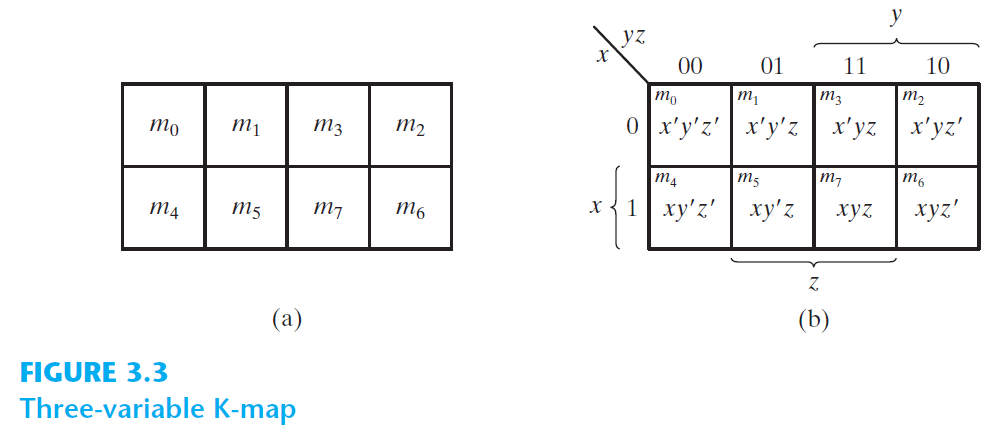 y
yz
x
00 01 11 10
m₀ m₁ m₃ m₂
m₀ m₁ m₃ m₂
0 x'y'z' x'y'z x'yz x'yz'
m₄ m₅ m₇ m₆
m₄ m₅ m₇ m₆
x 1 xy'z' xy'z xyz xyz'
z
(a) (b)
FIGURE 3.3
Three-variable K-map